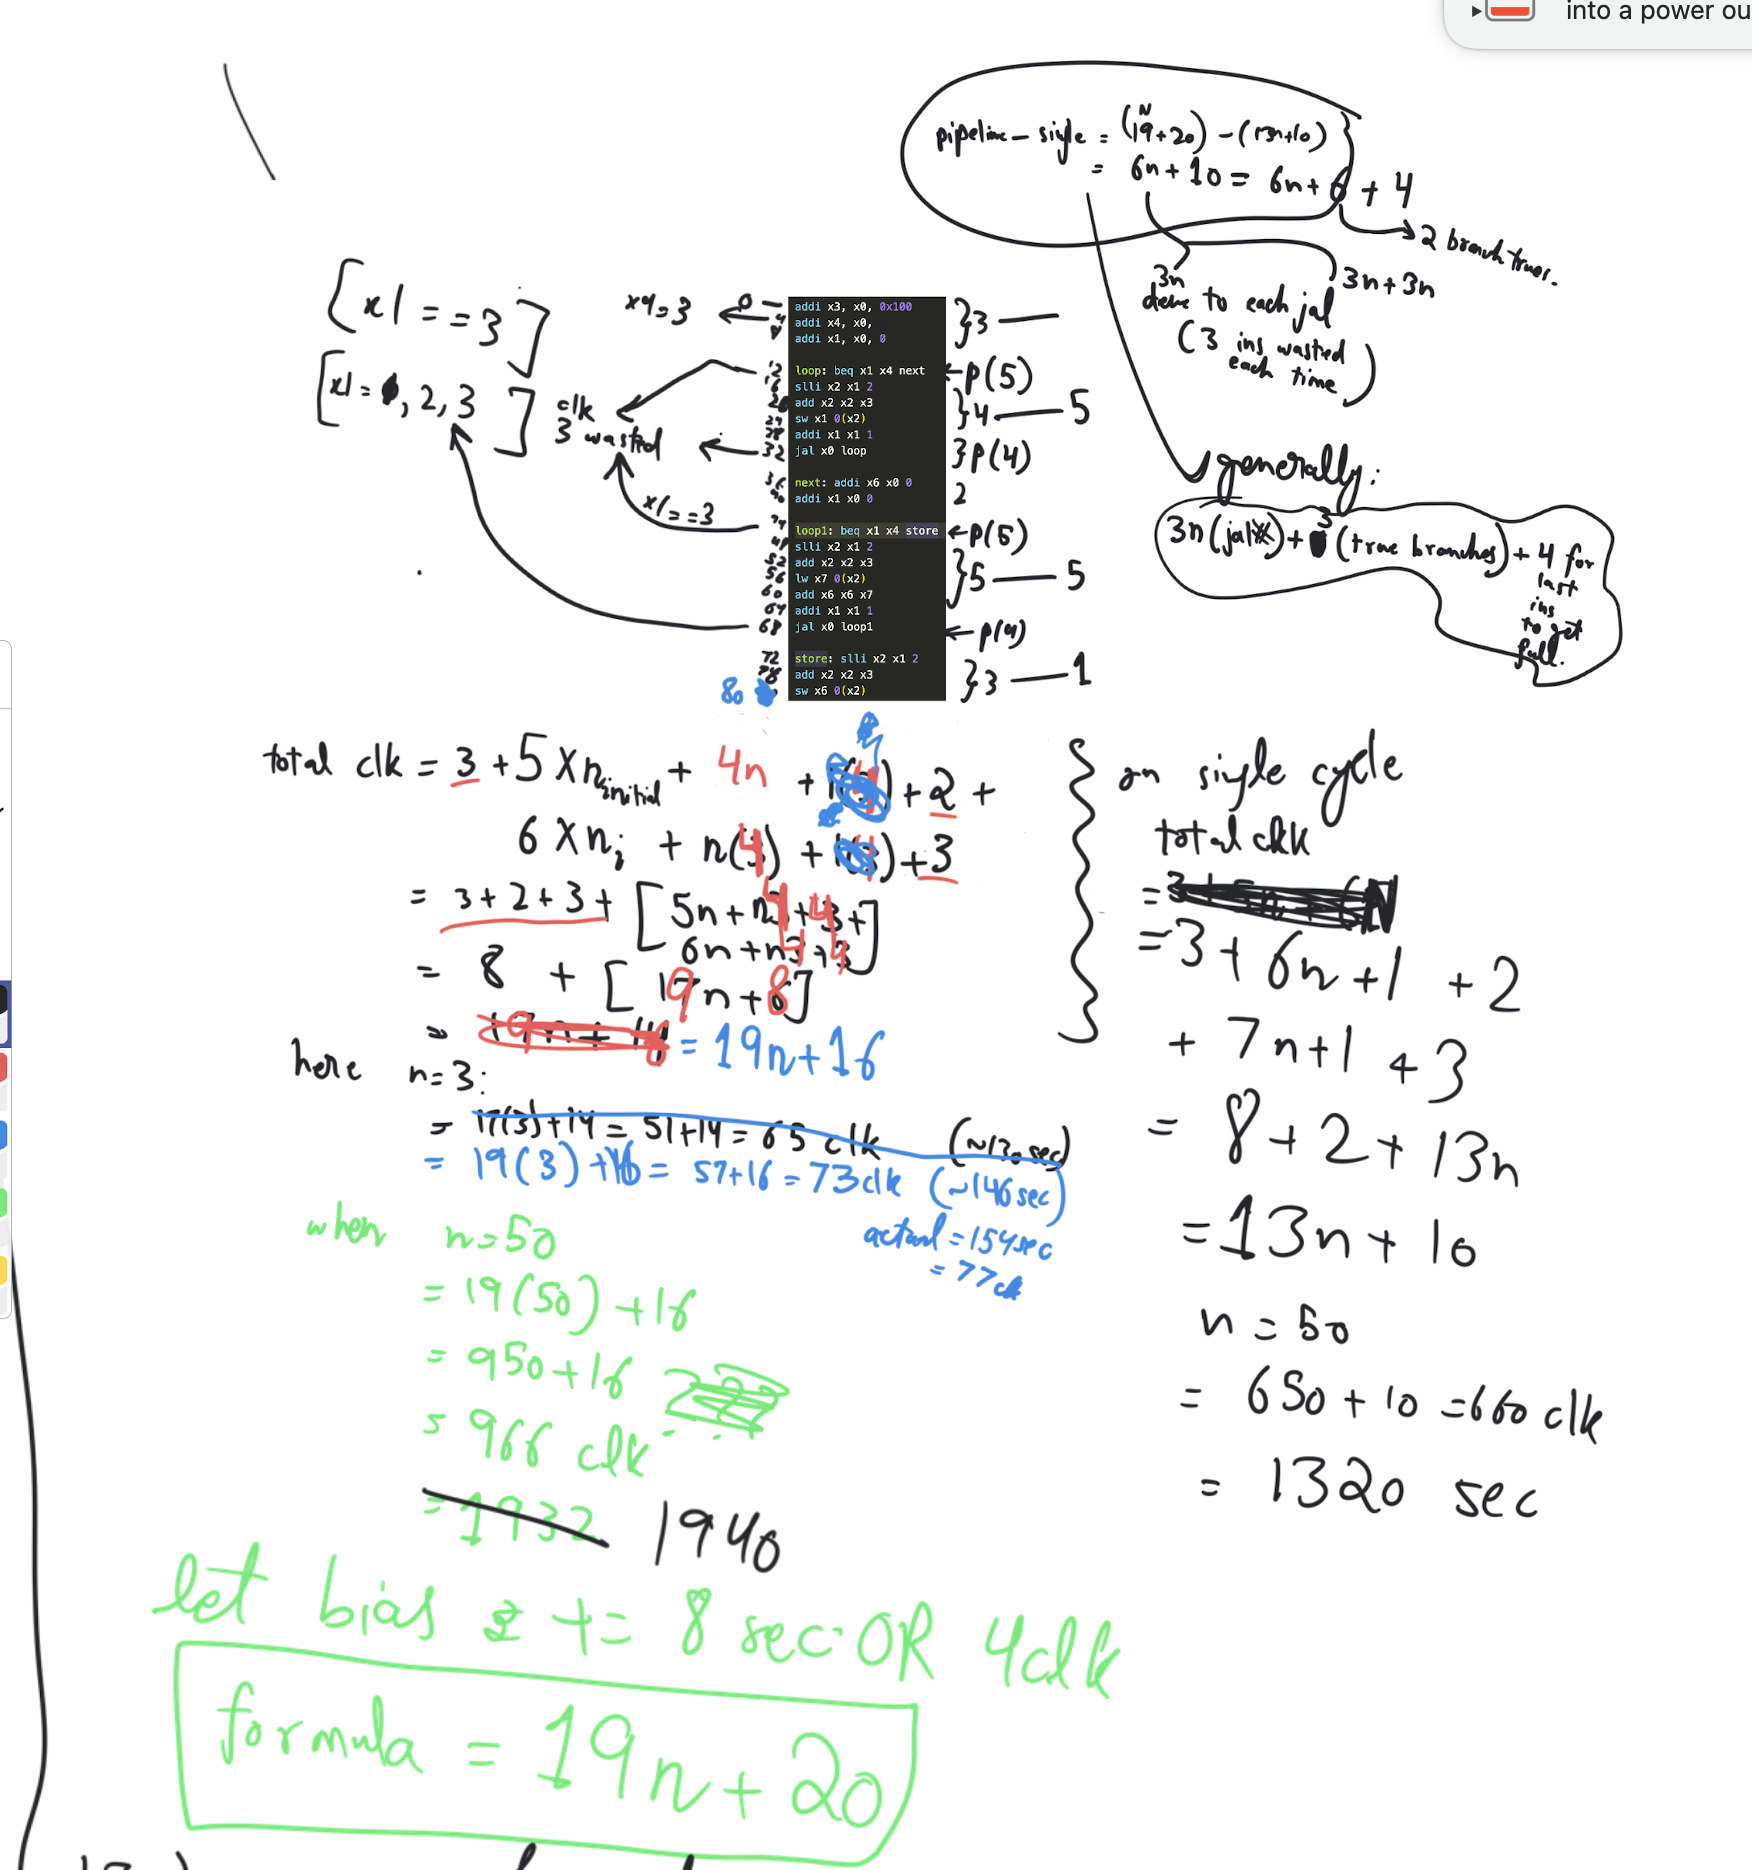 into a power ou
pipeline - single = (19N+20) - (13n+10)
= 6n + 10 = 6n + 6 + 4
2 branch trues.
3n
due to each jal
(3 ins wasted
each time)
3n + 3n
[x1 == 3]
[x1 = , 2, 3]
x4=3
clk
3 wasted
x1==3
0
4
8
addi x3, x0, 0x100
addi x4, x0,
addi x1, x0, 0
}3
12
loop: beq x1 x4 next
p(5)
16
slli x2 x1 2
20
add x2 x2 x3
}4 — 5
24
sw x1 0(x2)
28
addi x1 x1 1
32
jal x0 loop
}p(4)
36
next: addi x6 x0 0
40
addi x1 x0 0
2
44
loop1: beq x1 x4 store
p(5)
48
slli x2 x1 2
52
add x2 x2 x3
56
lw x7 0(x2)
}5 — 5
60
add x6 x6 x7
64
addi x1 x1 1
68
jal x0 loop1
p(4)
72
store: slli x2 x1 2
add x2 x2 x3
}3 — 1
80
sw x6 0(x2)
generally:
3n(jal) + 3(true branches) + 4 for
last
ins
to get
full.
total clk = 3 + 5 x n initial + 4n + + 2 +
6 x ni + n(4) + + 3
= 3 + 2 + 3 + [5n + n4 + 4 +
6n + n4 + 4]
= 8 + [19n + 8]
= = 19n + 16
here n=3:
= 17(3) + 14 = 51 + 14 = 65 clk (~130 sec)
= 19(3) + 16 = 57 + 16 = 73 clk (~146 sec)
actual = 154 sec
= 77 clk
when n=50
= 19(50) + 16
= 950 + 16
= 966 clk
= 1932 1940
let bias += 8 sec OR 4 clk
formula = 19n + 20
on single cycle
total clk
= 3 + 6n + 1 + 2
+ 7n + 1 + 3
= 8 + 2 + 13n
= 13n + 10
n = 50
= 650 + 10 = 660 clk
= 1320 sec